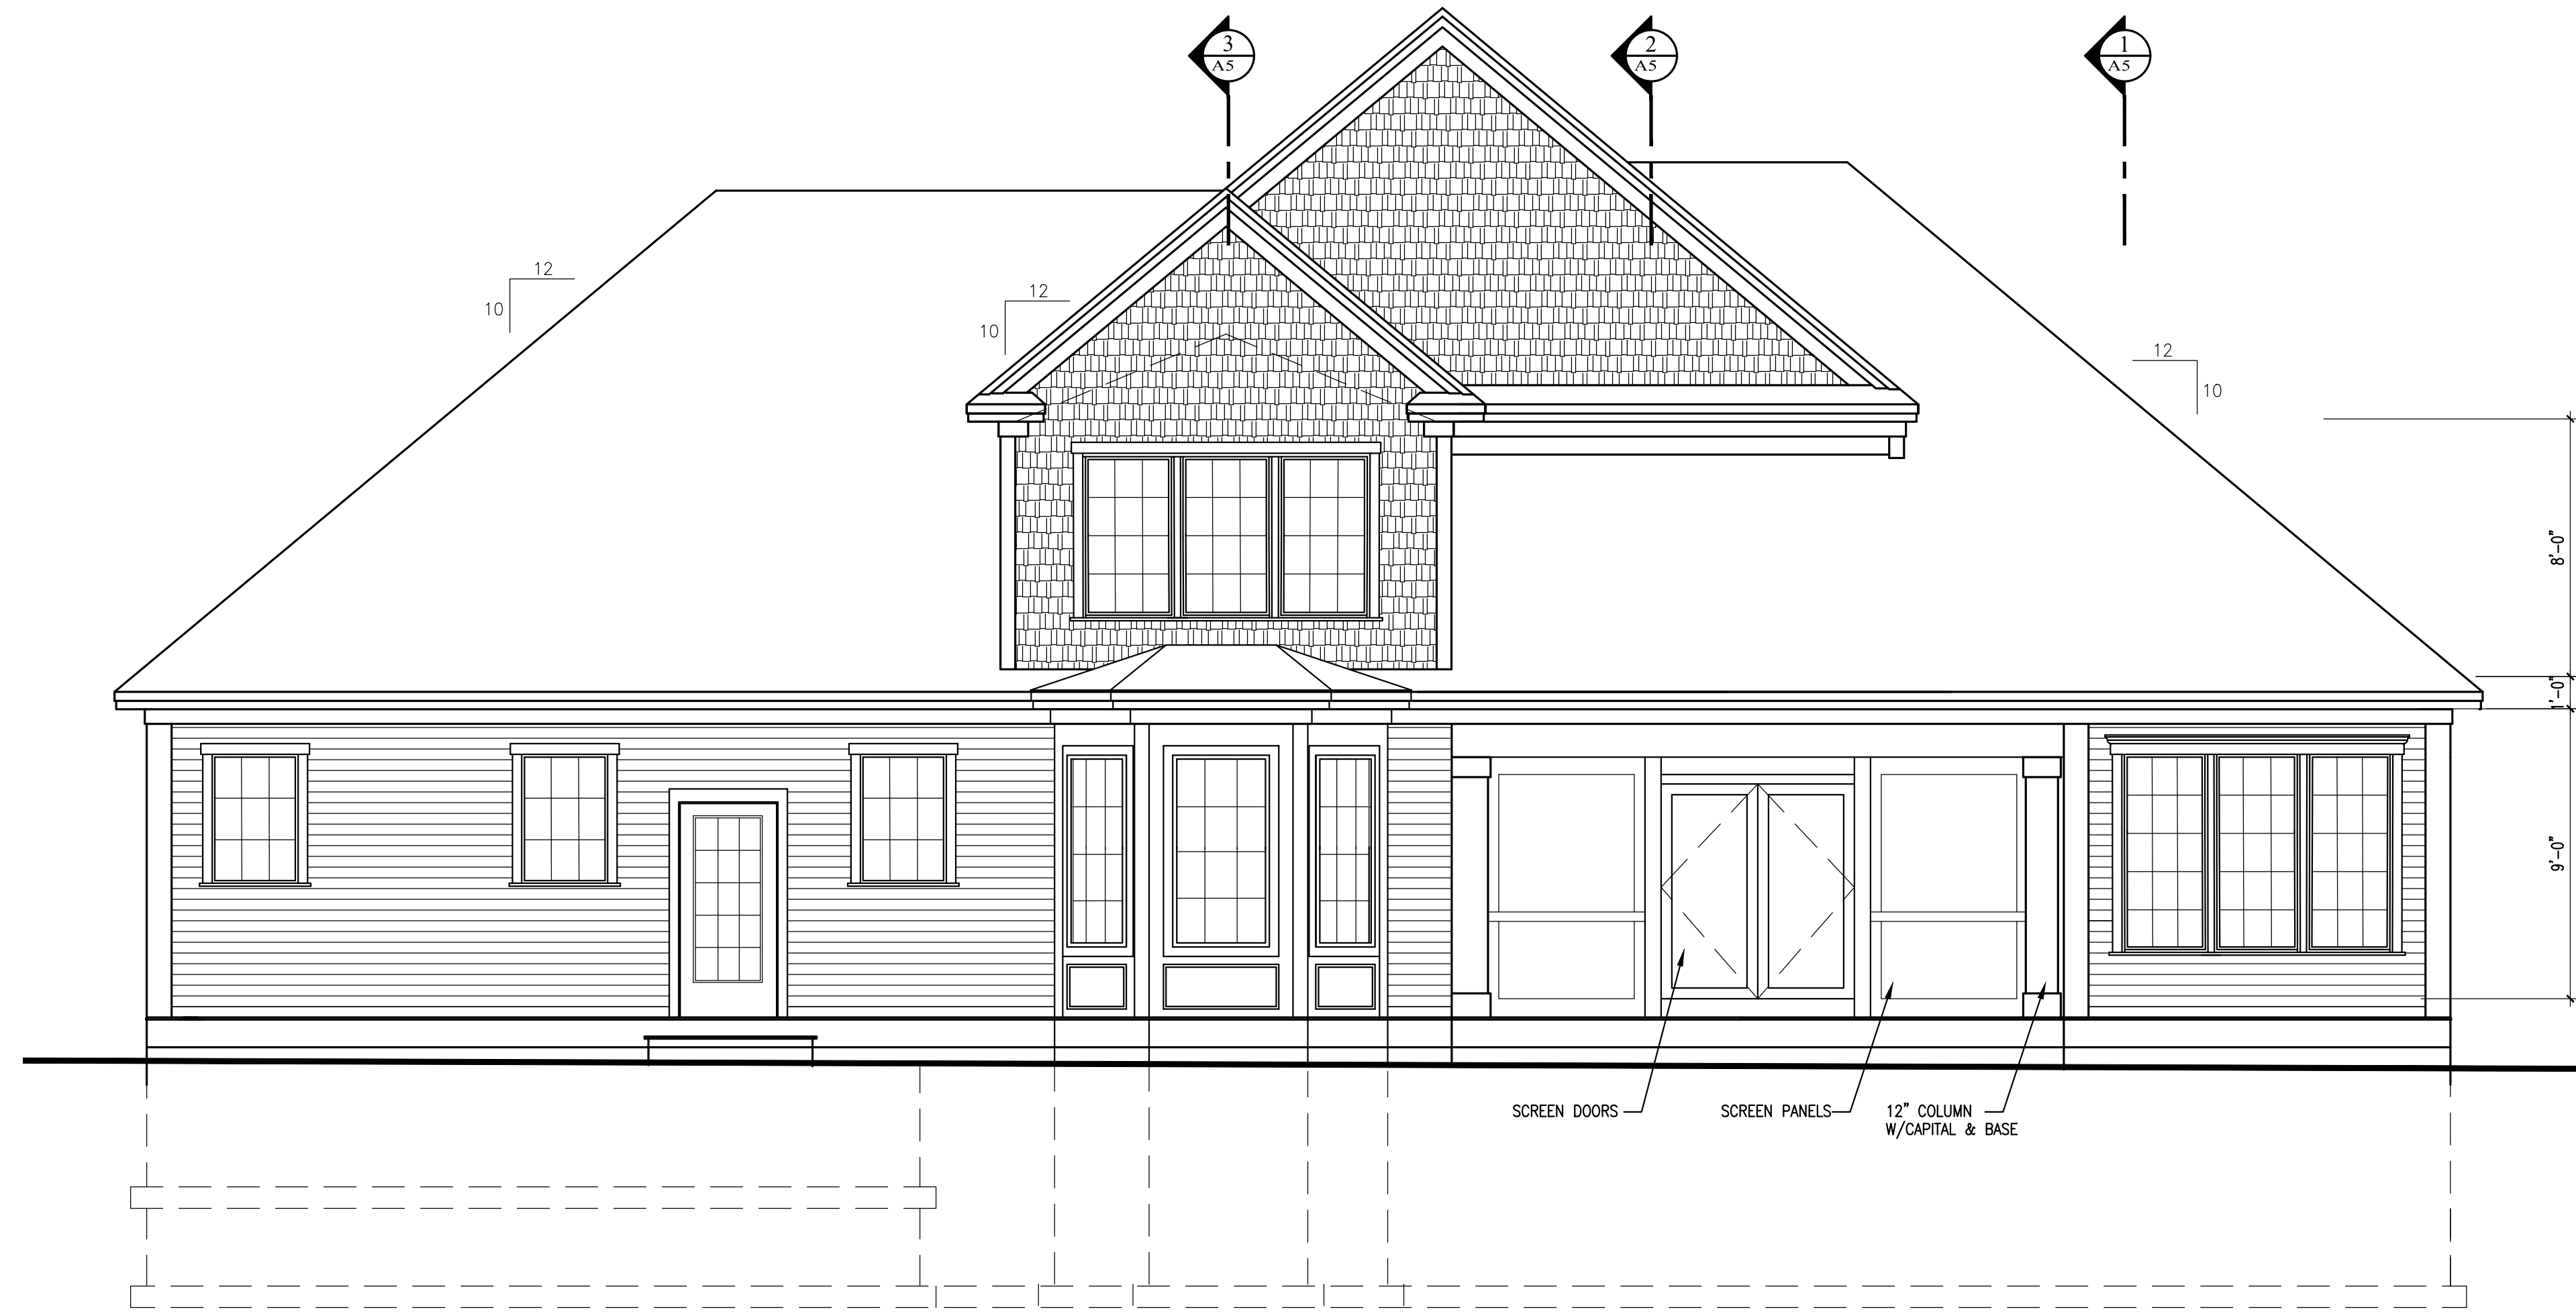 3
A5
2
A5
1
A5
12
10
12
10
12
10
8'-0"
1'-0"
9'-0"
SCREEN DOORS
SCREEN PANELS
12" COLUMN
W/CAPITAL & BASE